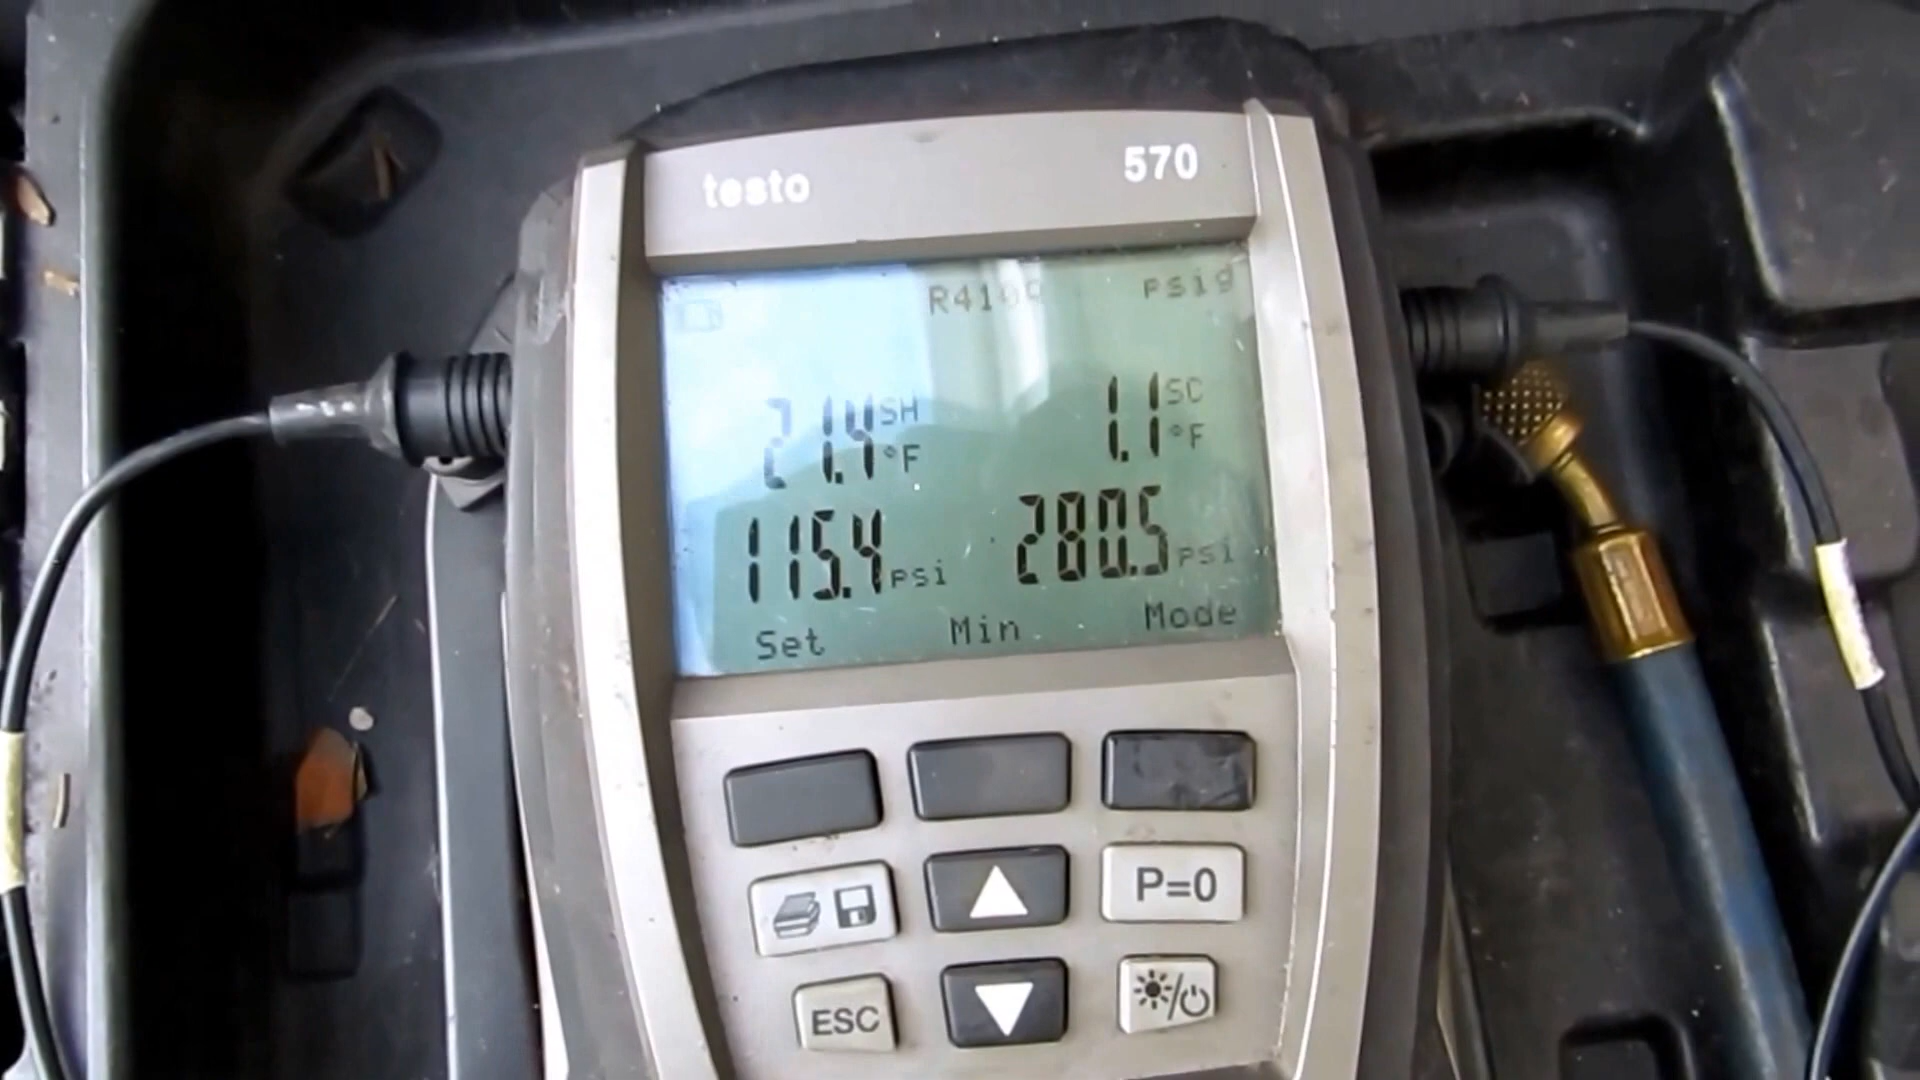 testo 570
psig
21.4 SH °F 1.1 SC °F
115.4 psi 280.5 psi
Set Min Mode
P=0
ESC